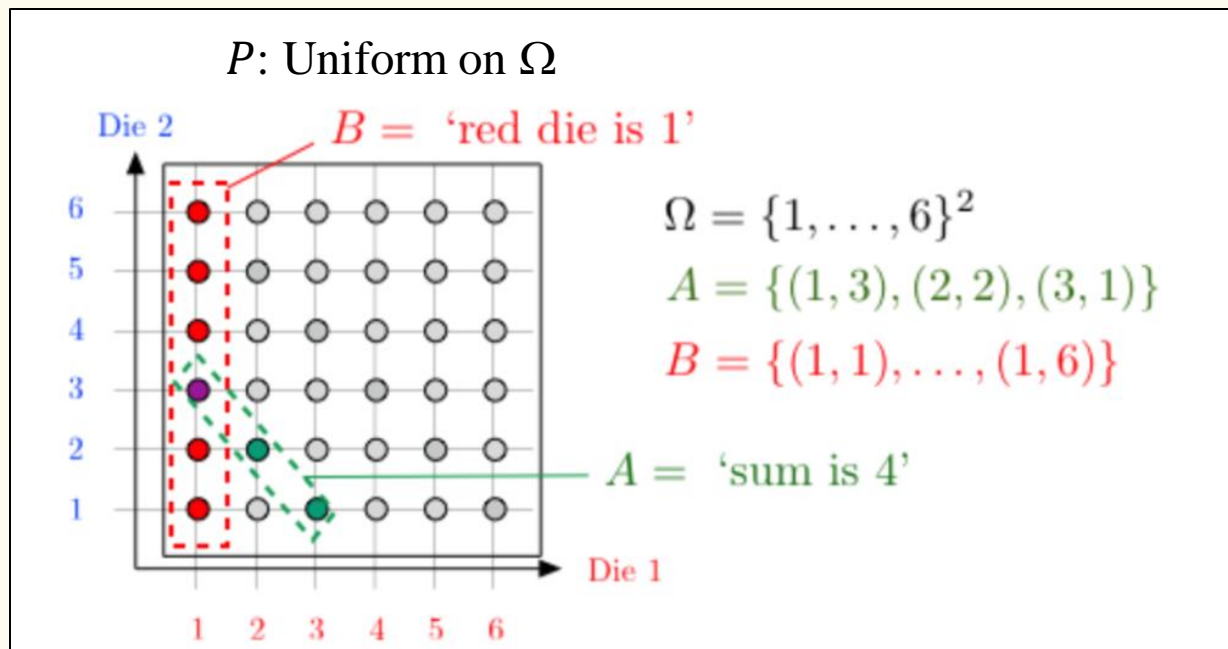 P: Uniform on Ω
Die 2
B = ‘red die is 1’
6
5
4
3
2
1
Ω = {1, . . . , 6}²
A = {(1, 3), (2, 2), (3, 1)}
B = {(1, 1), . . . , (1, 6)}
A = ‘sum is 4’
Die 1
1 2 3 4 5 6